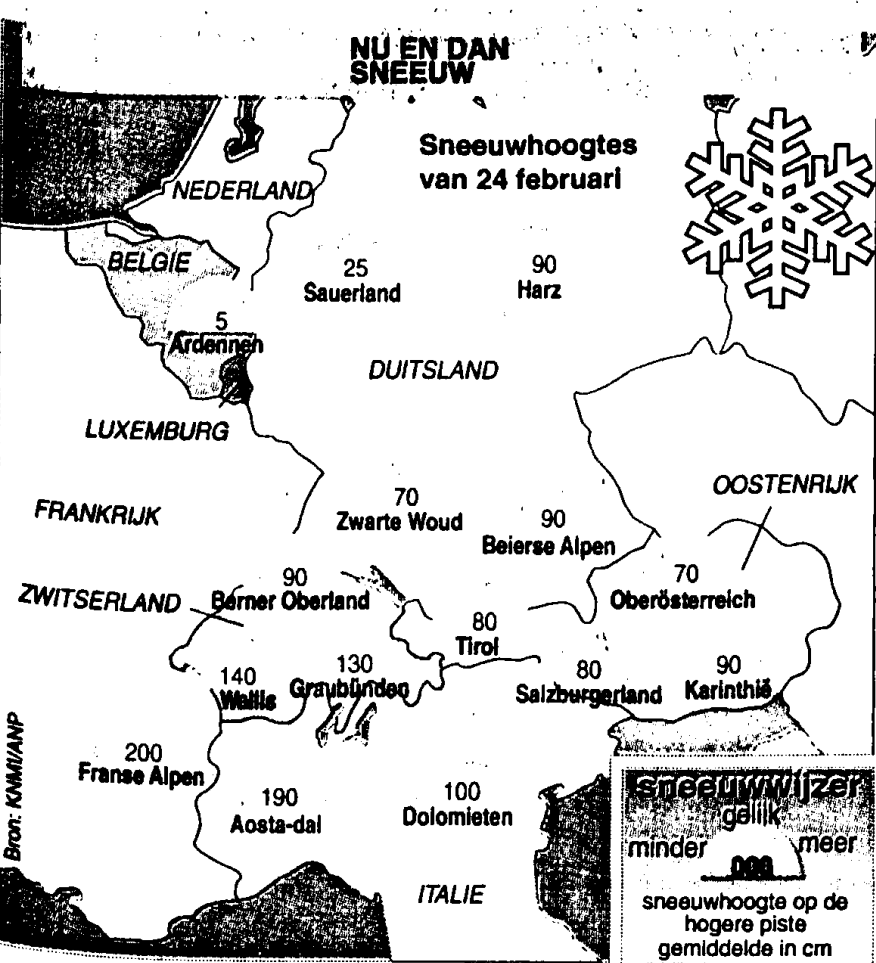 NU EN DAN
SNEEUW
Sneeuwhoogtes
van 24 februari
NEDERLAND
BELGIE
25
Sauerland
90
Harz
5
Ardennen
DUITSLAND
LUXEMBURG
FRANKRIJK
70
Zwarte Woud
90
Beierse Alpen
OOSTENRIJK
ZWITSERLAND
90
Berner Oberland
70
Oberösterreich
80
Tirol
140
Wallis
130
Graubünden
80
Salzburgerland
90
Karinthië
200
Franse Alpen
190
Aosta-dal
100
Dolomieten
ITALIE
Bron: KNMI/ANP
sneeuwwijzer
gelijk
minder
meer
000
sneeuwhoogte op de
hogere piste
gemiddelde in cm